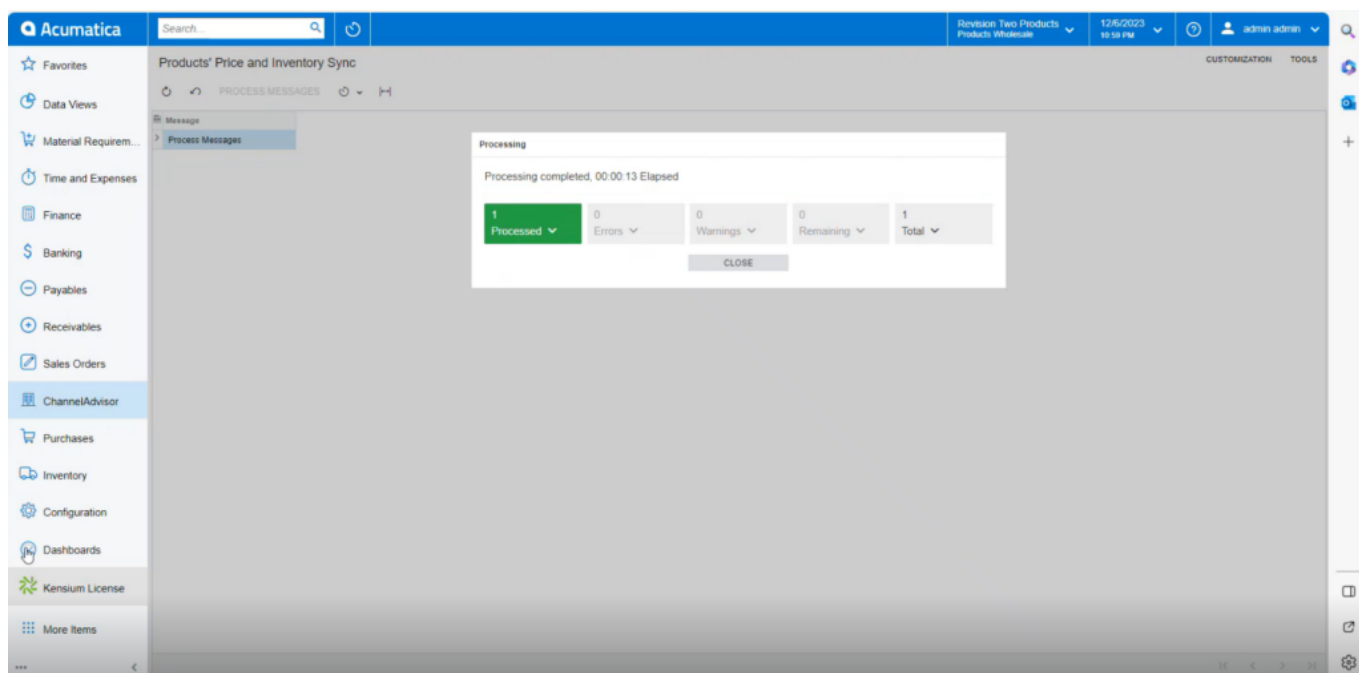 Acumatica
Search...
Revision Two Products
Products Wholesale
12/6/2023
10:59 PM
admin admin
Favorites
Data Views
Material Requirem...
Time and Expenses
Finance
Banking
Payables
Receivables
Sales Orders
ChannelAdvisor
Purchases
Inventory
Configuration
Dashboards
Kensium License
More Items
Products' Price and Inventory Sync
CUSTOMIZATION TOOLS
PROCESS MESSAGES
Message
Process Messages
Processing
Processing completed, 00:00:13 Elapsed
1
Processed
0
Errors
0
Warnings
0
Remaining
1
Total
CLOSE